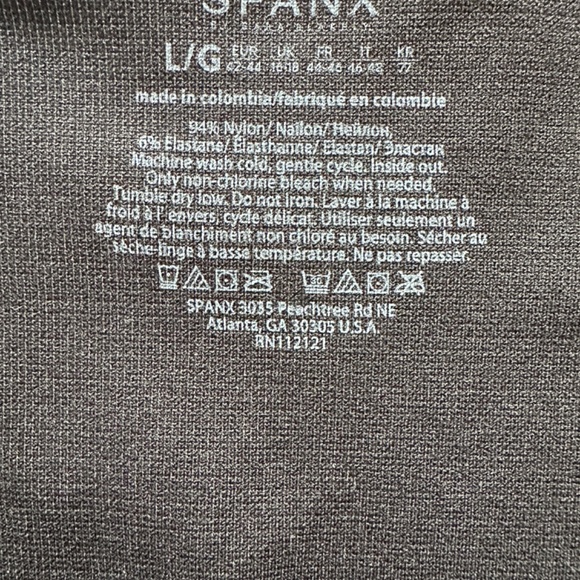 SPANX
L/G EUR UK FR IT KR
42-44 16-18 44-46 46-48 77
made in colombia/fabriqué en colombie
94% Nylon/ Nailon/ Нейлон,
6% Elastane/ Élasthanne/ Elastan/ Эластан
Machine wash cold, gentle cycle. Inside out.
Only non-chlorine bleach when needed.
Tumble dry low. Do not iron. Laver à la machine à
froid à l' envers, cycle délicat. Utiliser seulement un
agent de blanchiment non chloré au besoin. Sécher au
sèche-linge à basse température. Ne pas repasser.
SPANX 3035 Peachtree Rd NE
Atlanta, GA 30305 U.S.A.
RN112121